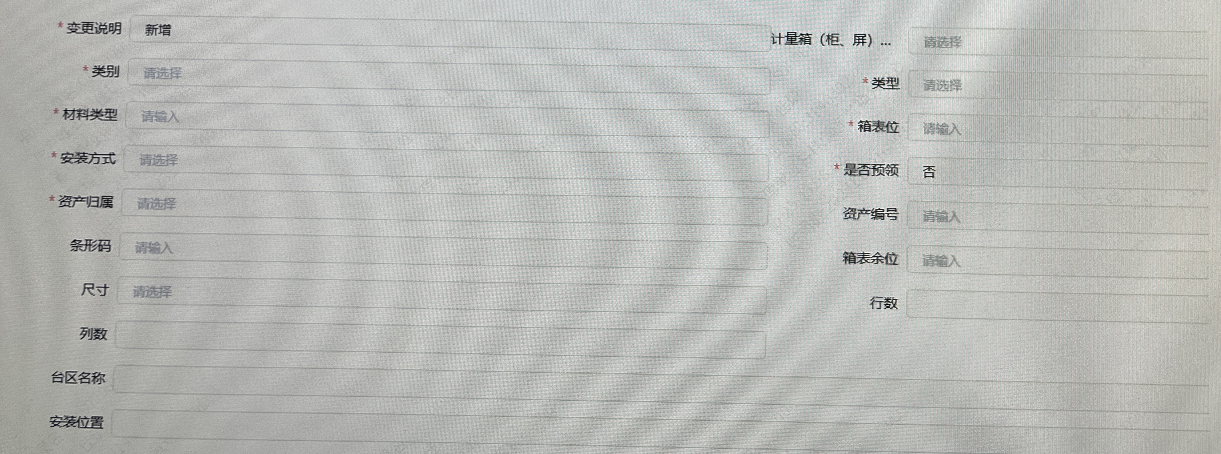 * 变更说明 新增 计量箱（柜、屏）... 请选择
* 类别 请选择 * 类型 请选择
* 材料类型 请输入 * 箱表位 请输入
* 安装方式 请选择 * 是否预领 否
* 资产归属 请选择 资产编号 请输入
条形码 请输入 箱表余位 请输入
尺寸 请选择 行数
列数
台区名称
安装位置